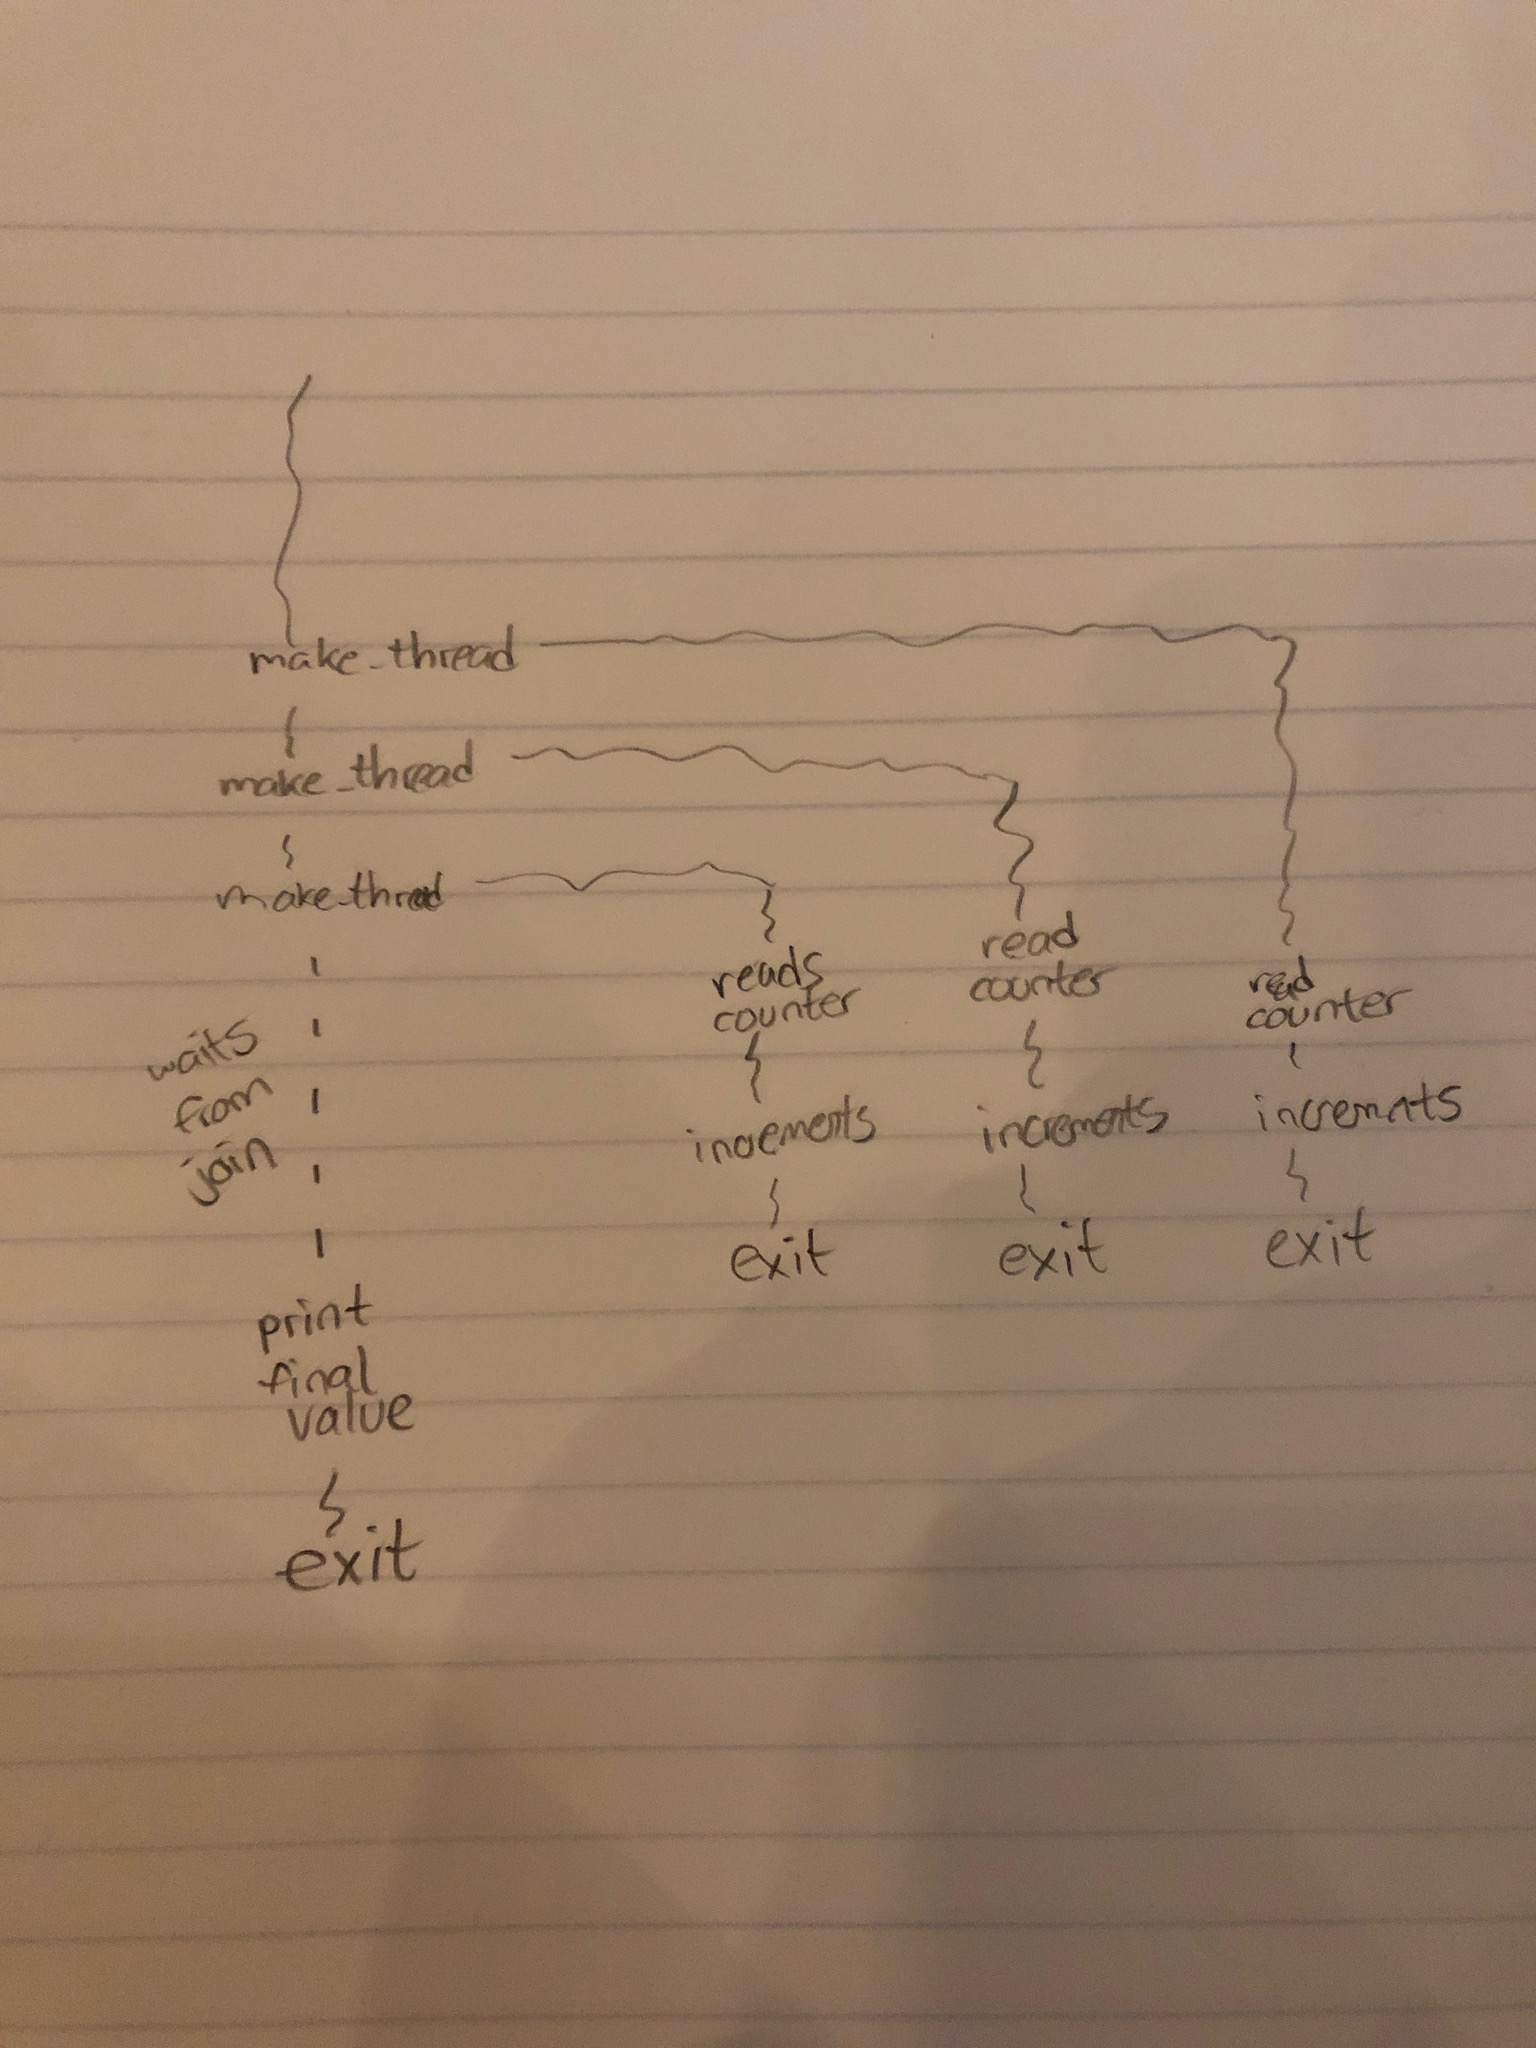 make_thread
make_thread
make_thread
reads
counter
read
counter
read
counter
waits
from
join
increments
increments
increments
exit
exit
exit
print
final
value
exit